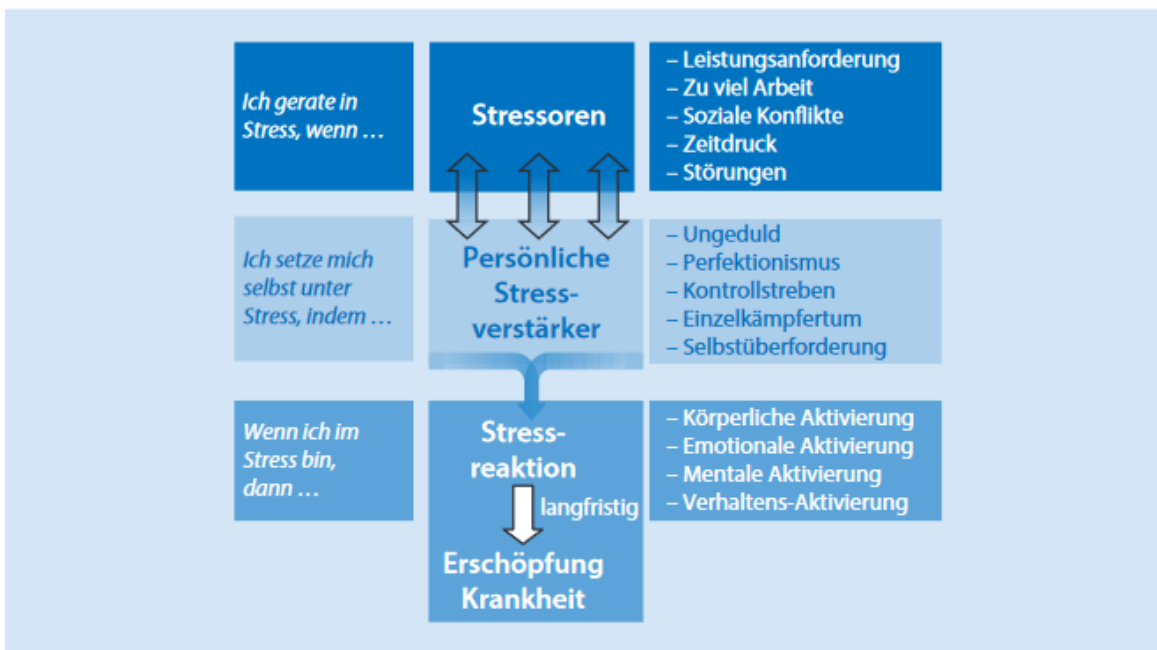 Ich gerate in
Stress, wenn …
Stressoren
– Leistungsanforderung
– Zu viel Arbeit
– Soziale Konflikte
– Zeitdruck
– Störungen
Ich setze mich
selbst unter
Stress, indem …
Persönliche
Stress-
verstärker
– Ungeduld
– Perfektionismus
– Kontrollstreben
– Einzelkämpfertum
– Selbstüberforderung
Wenn ich im
Stress bin,
dann …
Stress-
reaktion
langfristig
Erschöpfung
Krankheit
– Körperliche Aktivierung
– Emotionale Aktivierung
– Mentale Aktivierung
– Verhaltens-Aktivierung